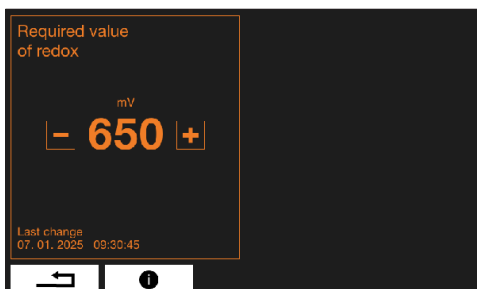 Required value
of redox
mV
− 650 +
Last change
07. 01. 2025 09:30:45
i